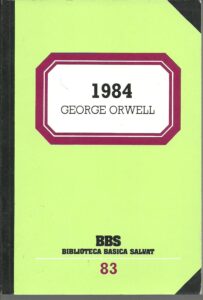 1984
GEORGE ORWELL
BBS
BIBLIOTECA BASICA SALVAT
83